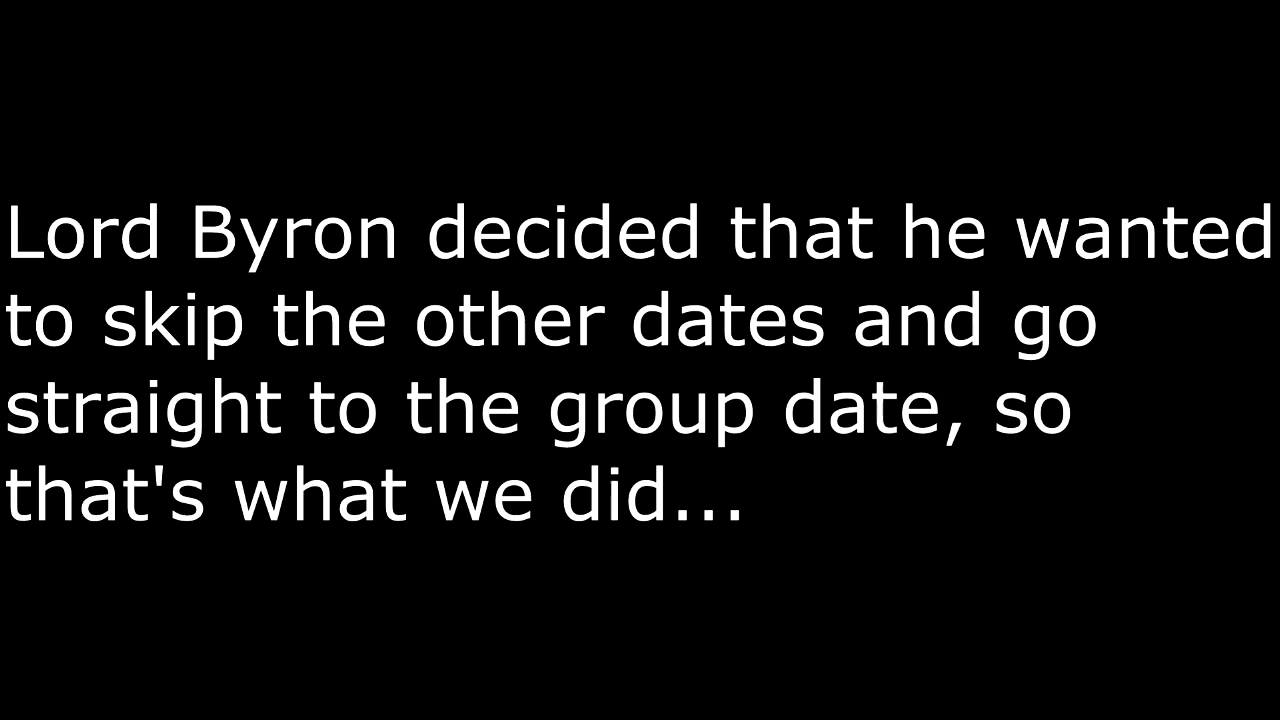 Lord Byron decided that he wanted
to skip the other dates and go
straight to the group date, so
that's what we did...